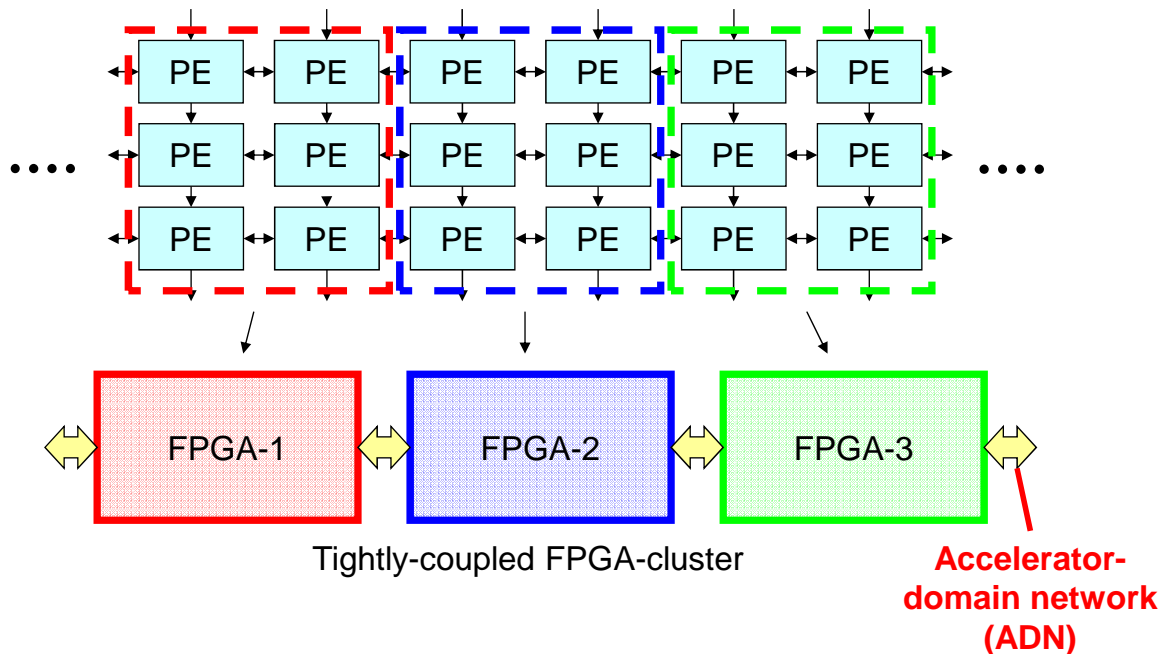 PE PE PE PE PE PE
PE PE PE PE PE PE
•••• ••••
PE PE PE PE PE PE
FPGA-1 FPGA-2 FPGA-3
Tightly-coupled FPGA-cluster
Accelerator-
domain network
(ADN)